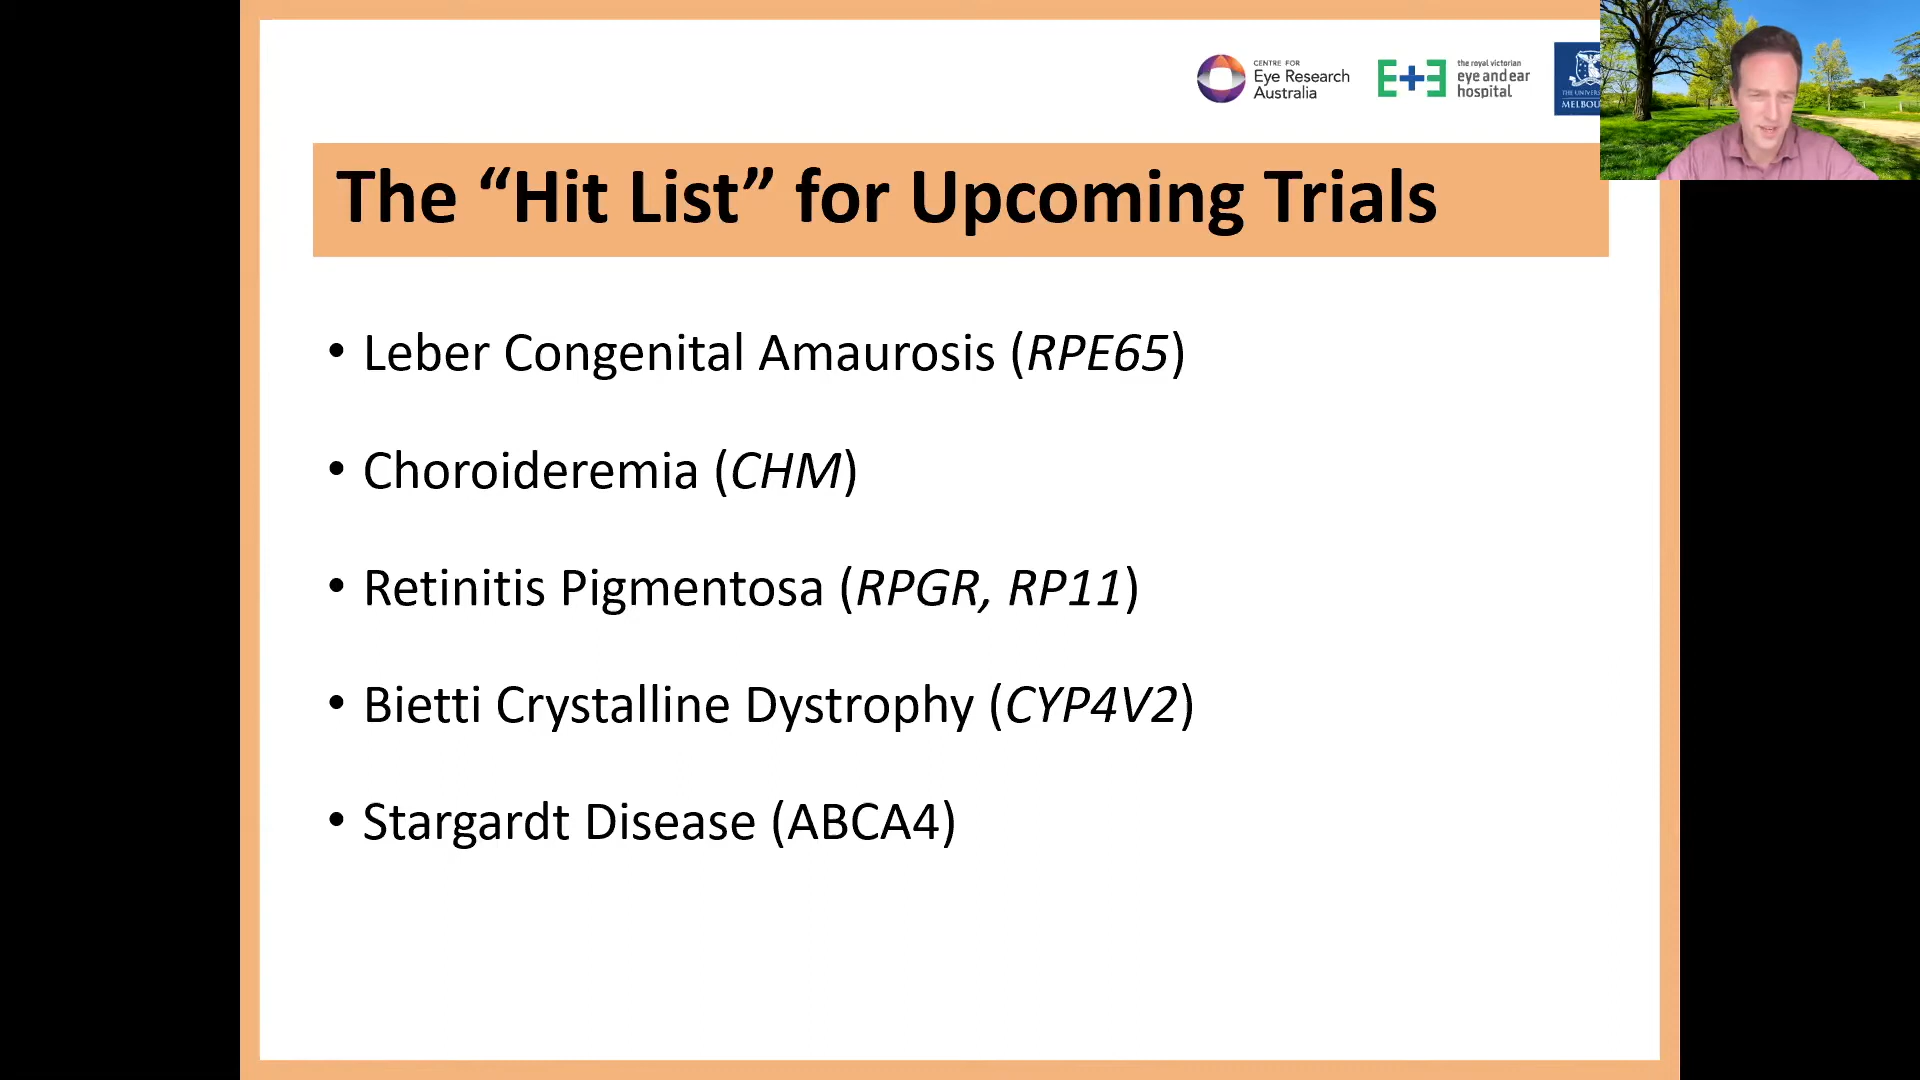 CENTRE FOR
Eye Research
Australia
the royal victorian
eye and ear
hospital
The “Hit List” for Upcoming Trials
• Leber Congenital Amaurosis (RPE65)
• Choroideremia (CHM)
• Retinitis Pigmentosa (RPGR, RP11)
• Bietti Crystalline Dystrophy (CYP4V2)
• Stargardt Disease (ABCA4)